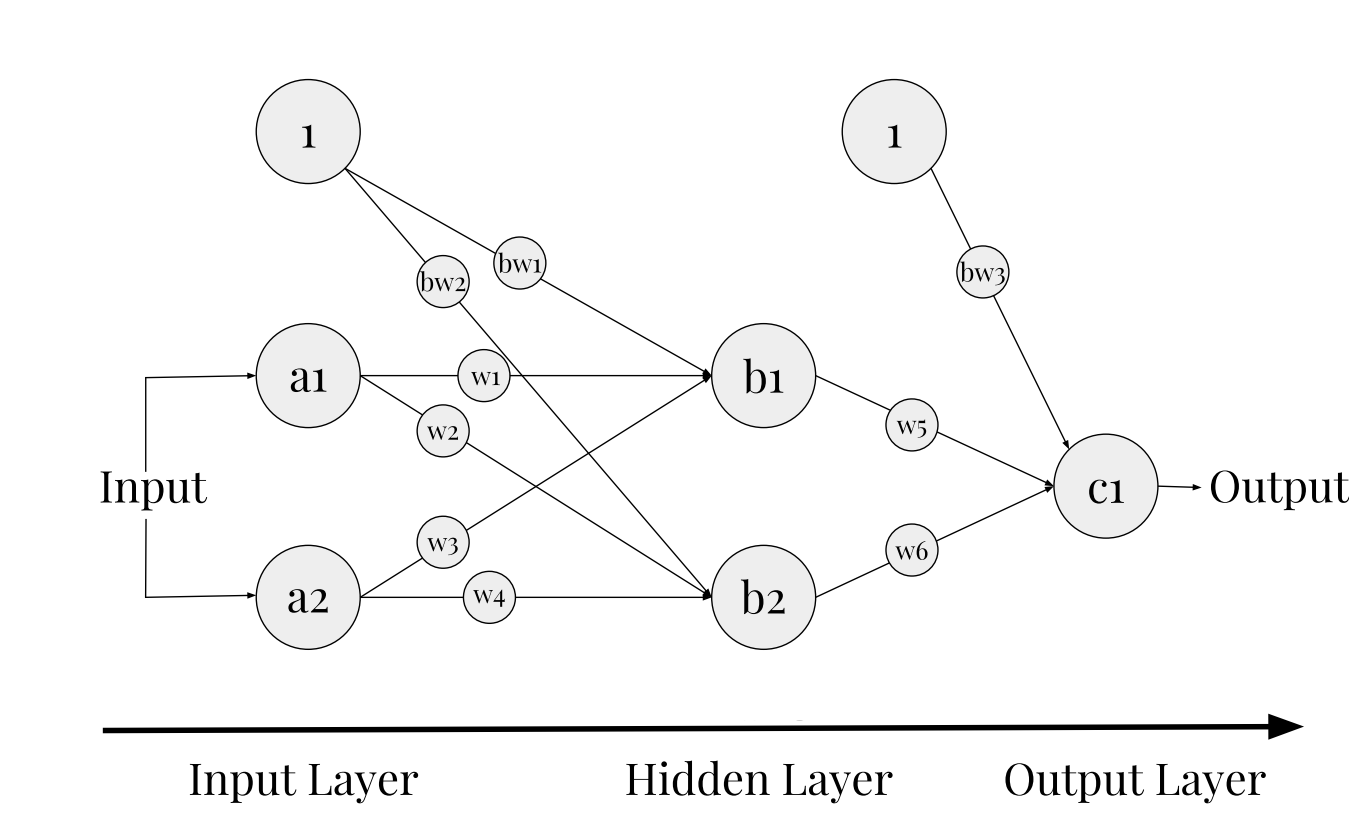 1
1
bw1
bw2
bw3
a1
w1
b1
w2
w5
Input
c1
Output
w3
w6
a2
w4
b2
Input Layer
Hidden Layer
Output Layer